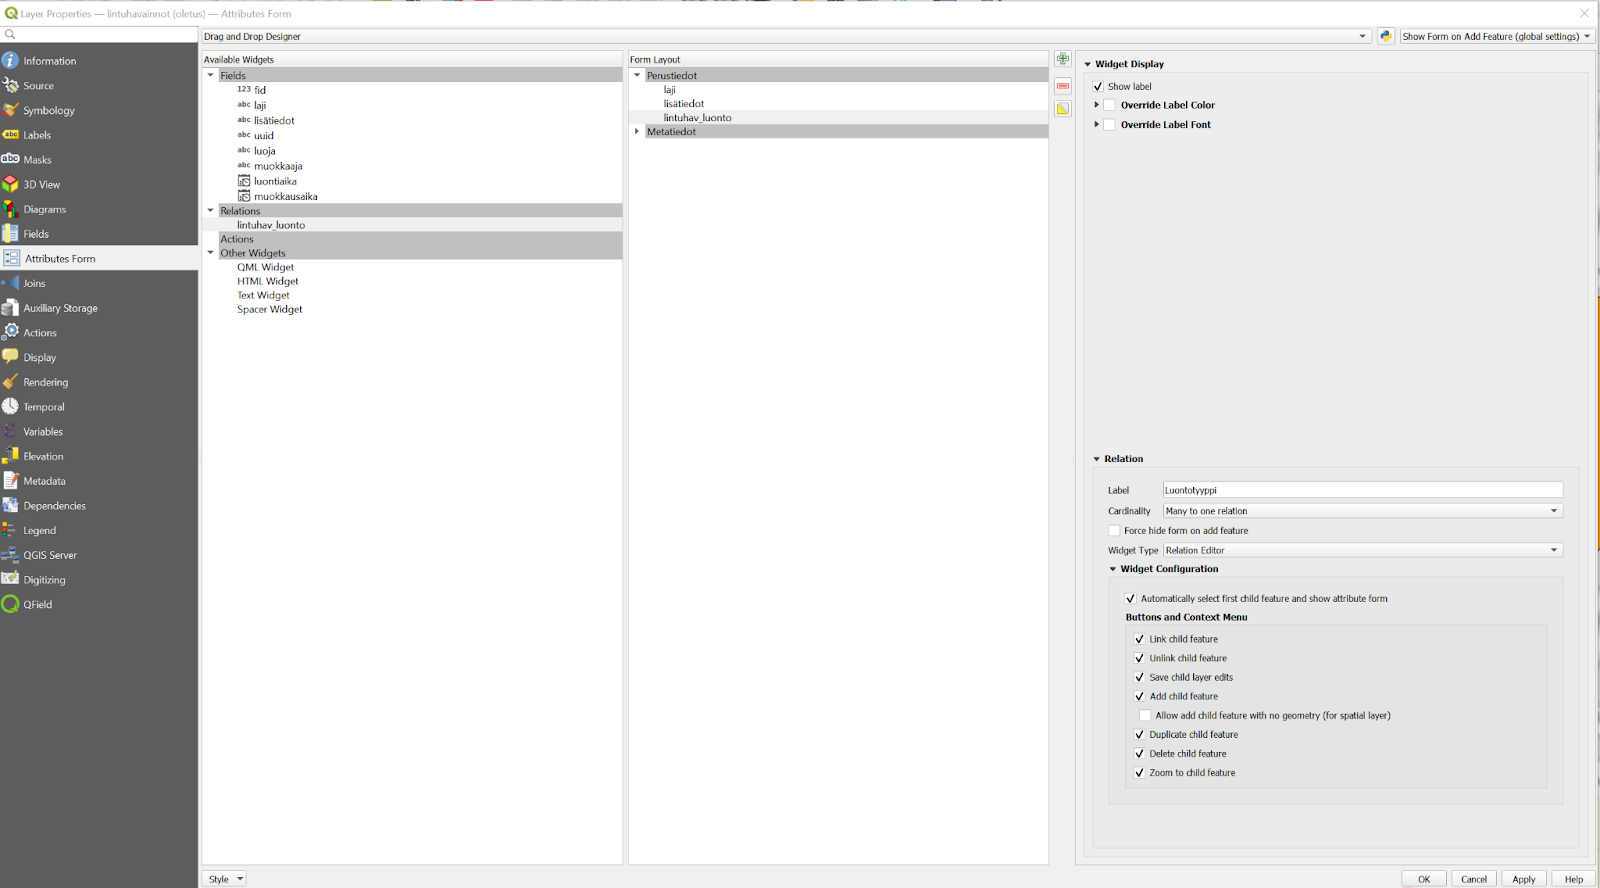 Layer Properties — lintuhavainnot (oletus) — Attributes Form
Information
Source
Symbology
abc Labels
abc Masks
3D View
Diagrams
Fields
Attributes Form
Joins
Auxiliary Storage
Actions
Display
Rendering
Temporal
Variables
Elevation
Metadata
Dependencies
Legend
QGIS Server
Digitizing
QField
Drag and Drop Designer
Show Form on Add Feature (global settings)
Available Widgets
Fields
123 fid
abc laji
abc lisätiedot
abc uuid
abc luoja
abc muokkaaja
luontiaika
muokkausaika
Relations
lintuhav_luonto
Actions
Other Widgets
QML Widget
HTML Widget
Text Widget
Spacer Widget
Form Layout
Perustiedot
laji
lisätiedot
lintuhav_luonto
Metatiedot
Widget Display
Show label
Override Label Color
Override Label Font
Relation
Label Luontotyyppi
Cardinality Many to one relation
Force hide form on add feature
Widget Type Relation Editor
Widget Configuration
Automatically select first child feature and show attribute form
Buttons and Context Menu
Link child feature
Unlink child feature
Save child layer edits
Add child feature
Allow add child feature with no geometry (for spatial layer)
Duplicate child feature
Delete child feature
Zoom to child feature
Style
OK Cancel Apply Help